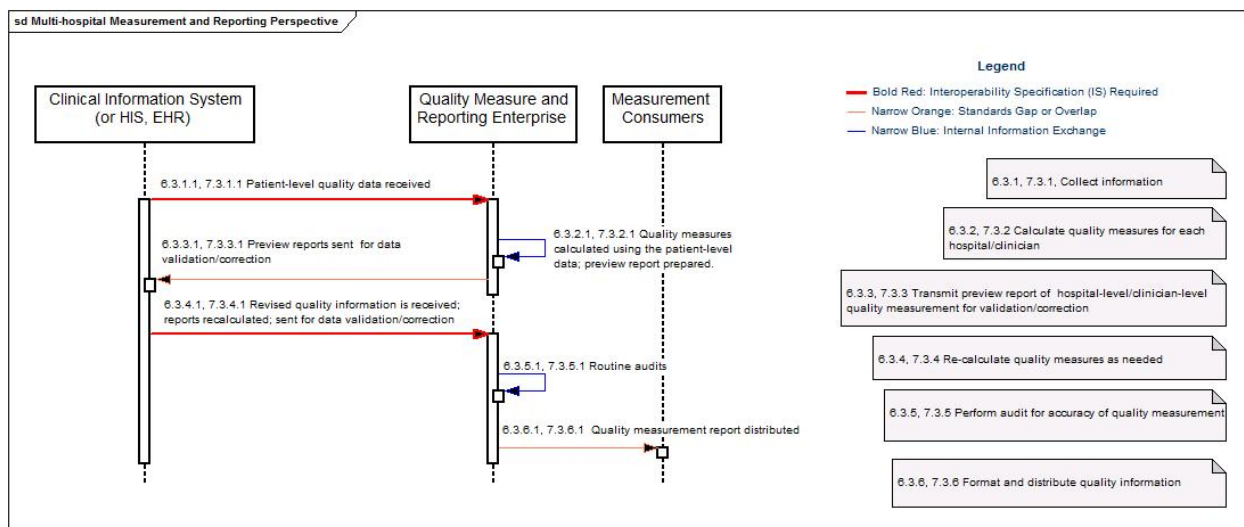 sd Multi-hospital Measurement and Reporting Perspective
Clinical Information System
(or HIS, EHR)
Quality Measure and
Reporting Enterprise
Measurement
Consumers
Legend
Bold Red: Interoperability Specification (IS) Required
Narrow Orange: Standards Gap or Overlap
Narrow Blue: Internal Information Exchange
6.3.1.1, 7.3.1.1 Patient-level quality data received
6.3.2.1, 7.3.2.1 Quality measures
calculated using the patient-level
data; preview report prepared.
6.3.3.1, 7.3.3.1 Preview reports sent for data
validation/correction
6.3.4.1, 7.3.4.1 Revised quality information is received;
reports recalculated; sent for data validation/correction
6.3.5.1, 7.3.5.1 Routine audits
6.3.6.1, 7.3.6.1 Quality measurement report distributed
6.3.1, 7.3.1, Collect information
6.3.2, 7.3.2 Calculate quality measures for each
hospital/clinician
6.3.3, 7.3.3 Transmit preview report of hospital-level/clinician-level
quality measurement for validation/correction
6.3.4, 7.3.4 Re-calculate quality measures as needed
6.3.5, 7.3.5 Perform audit for accuracy of quality measurement
6.3.6, 7.3.6 Format and distribute quality information